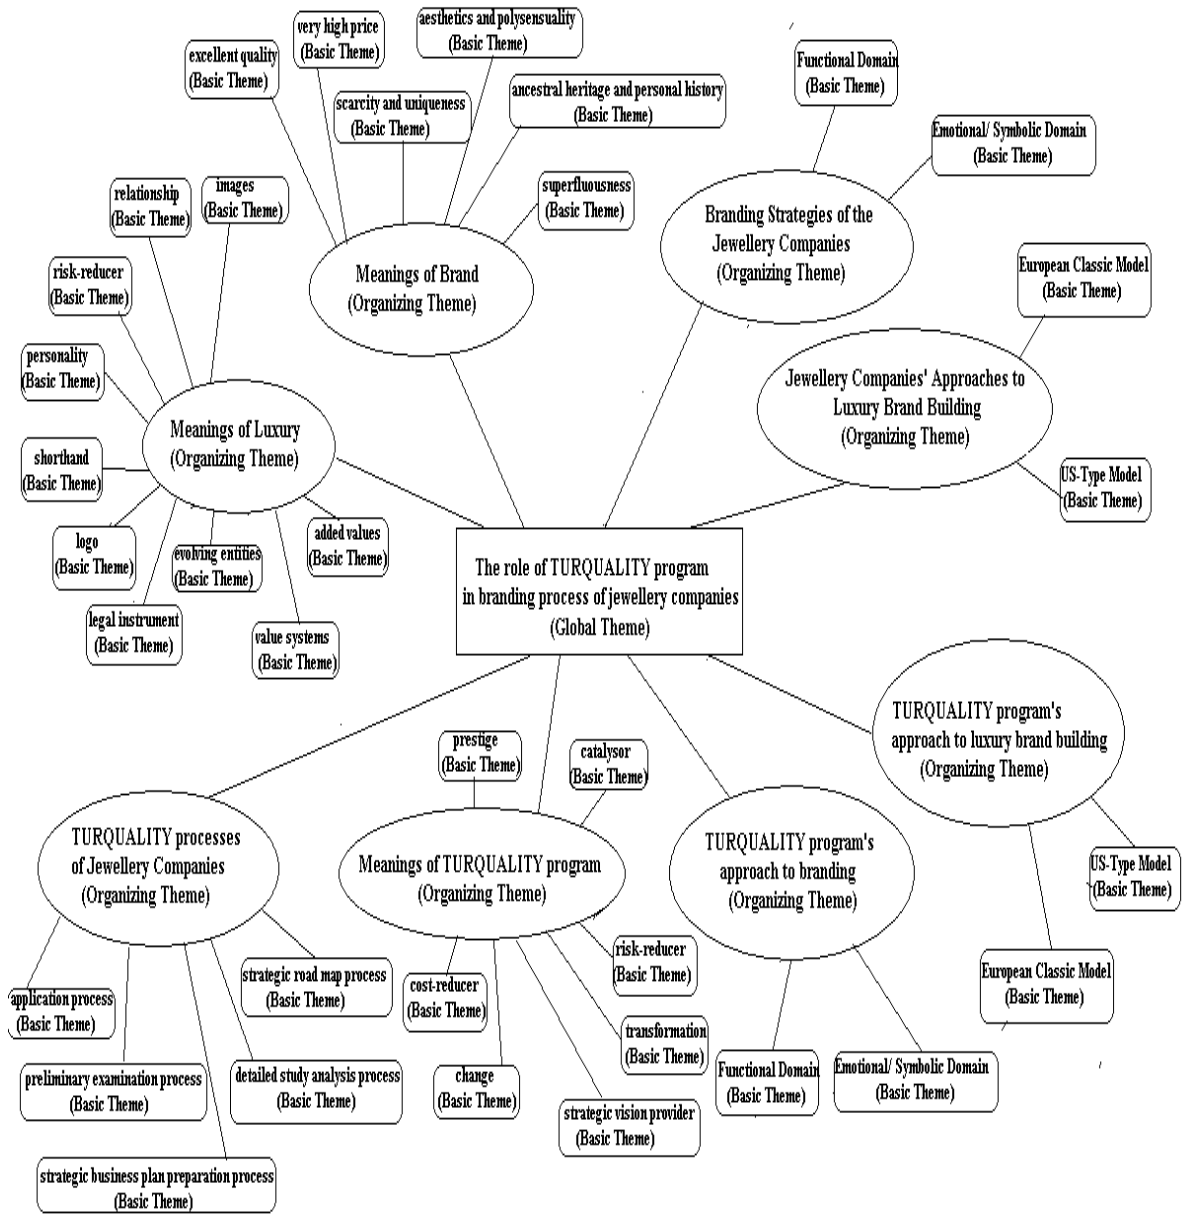 aesthetics and polysensuality
(Basic Theme)
very high price
(Basic Theme)
excellent quality
(Basic Theme)
scarcity and uniqueness
(Basic Theme)
ancestral heritage and personal history
(Basic Theme)
superfluousness
(Basic Theme)
Meanings of Brand
(Organizing Theme)
Functional Domain
(Basic Theme)
Emotional/ Symbolic Domain
(Basic Theme)
Branding Strategies of the
Jewellery Companies
(Organizing Theme)
European Classic Model
(Basic Theme)
Jewellery Companies' Approaches to
Luxury Brand Building
(Organizing Theme)
US-Type Model
(Basic Theme)
images
(Basic Theme)
relationship
(Basic Theme)
risk-reducer
(Basic Theme)
personality
(Basic Theme)
Meanings of Luxury
(Organizing Theme)
shorthand
(Basic Theme)
logo
(Basic Theme)
evolving entities
(Basic Theme)
added values
(Basic Theme)
legal instrument
(Basic Theme)
value systems
(Basic Theme)
The role of TURQUALITY program
in branding process of jewellery companies
(Global Theme)
TURQUALITY program's
approach to luxury brand building
(Organizing Theme)
US-Type Model
(Basic Theme)
European Classic Model
(Basic Theme)
prestige
(Basic Theme)
catalysor
(Basic Theme)
TURQUALITY processes
of Jewellery Companies
(Organizing Theme)
Meanings of TURQUALITY program
(Organizing Theme)
TURQUALITY program's
approach to branding
(Organizing Theme)
strategic road map process
(Basic Theme)
application process
(Basic Theme)
preliminary examination process
(Basic Theme)
detailed study analysis process
(Basic Theme)
strategic business plan preparation process
(Basic Theme)
risk-reducer
(Basic Theme)
cost-reducer
(Basic Theme)
transformation
(Basic Theme)
change
(Basic Theme)
strategic vision provider
(Basic Theme)
Functional Domain
(Basic Theme)
Emotional/ Symbolic Domain
(Basic Theme)